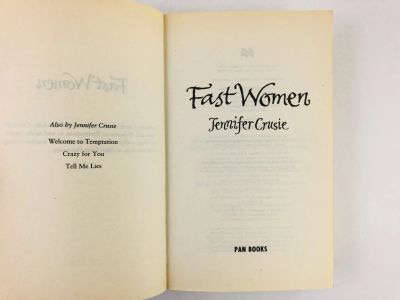 Also by Jennifer Crusie
Welcome to Temptation
Crazy for You
Tell Me Lies
Fast Women
Jennifer Crusie
PAN BOOKS